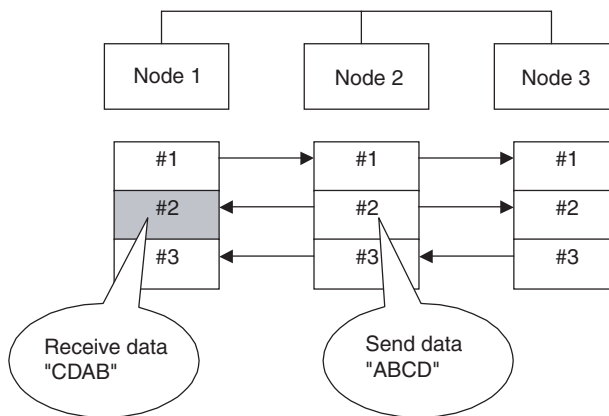 Node 1
Node 2
Node 3
#1
#1
#1
#2
#2
#2
#3
#3
#3
Receive data
"CDAB"
Send data
"ABCD"